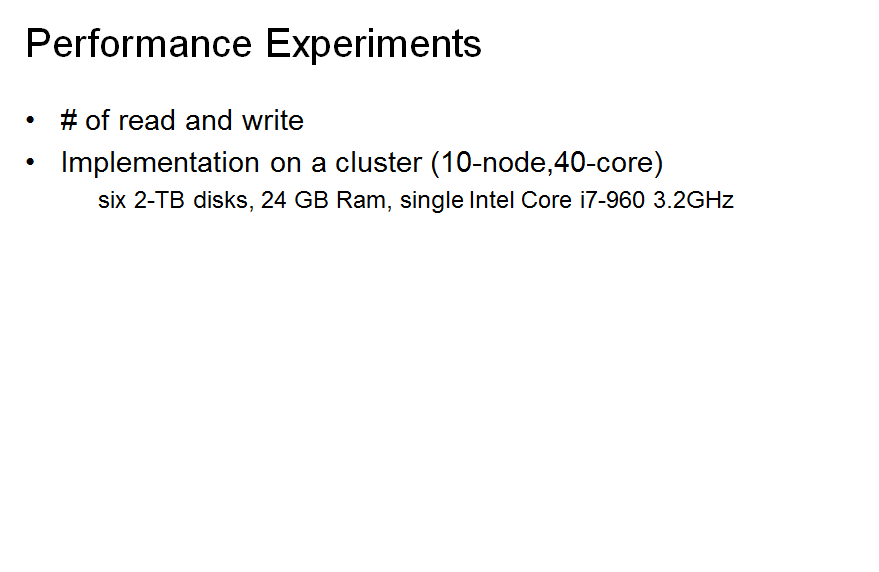 Performance Experiments
• # of read and write
• Implementation on a cluster (10-node,40-core)
six 2-TB disks, 24 GB Ram, single Intel Core i7-960 3.2GHz